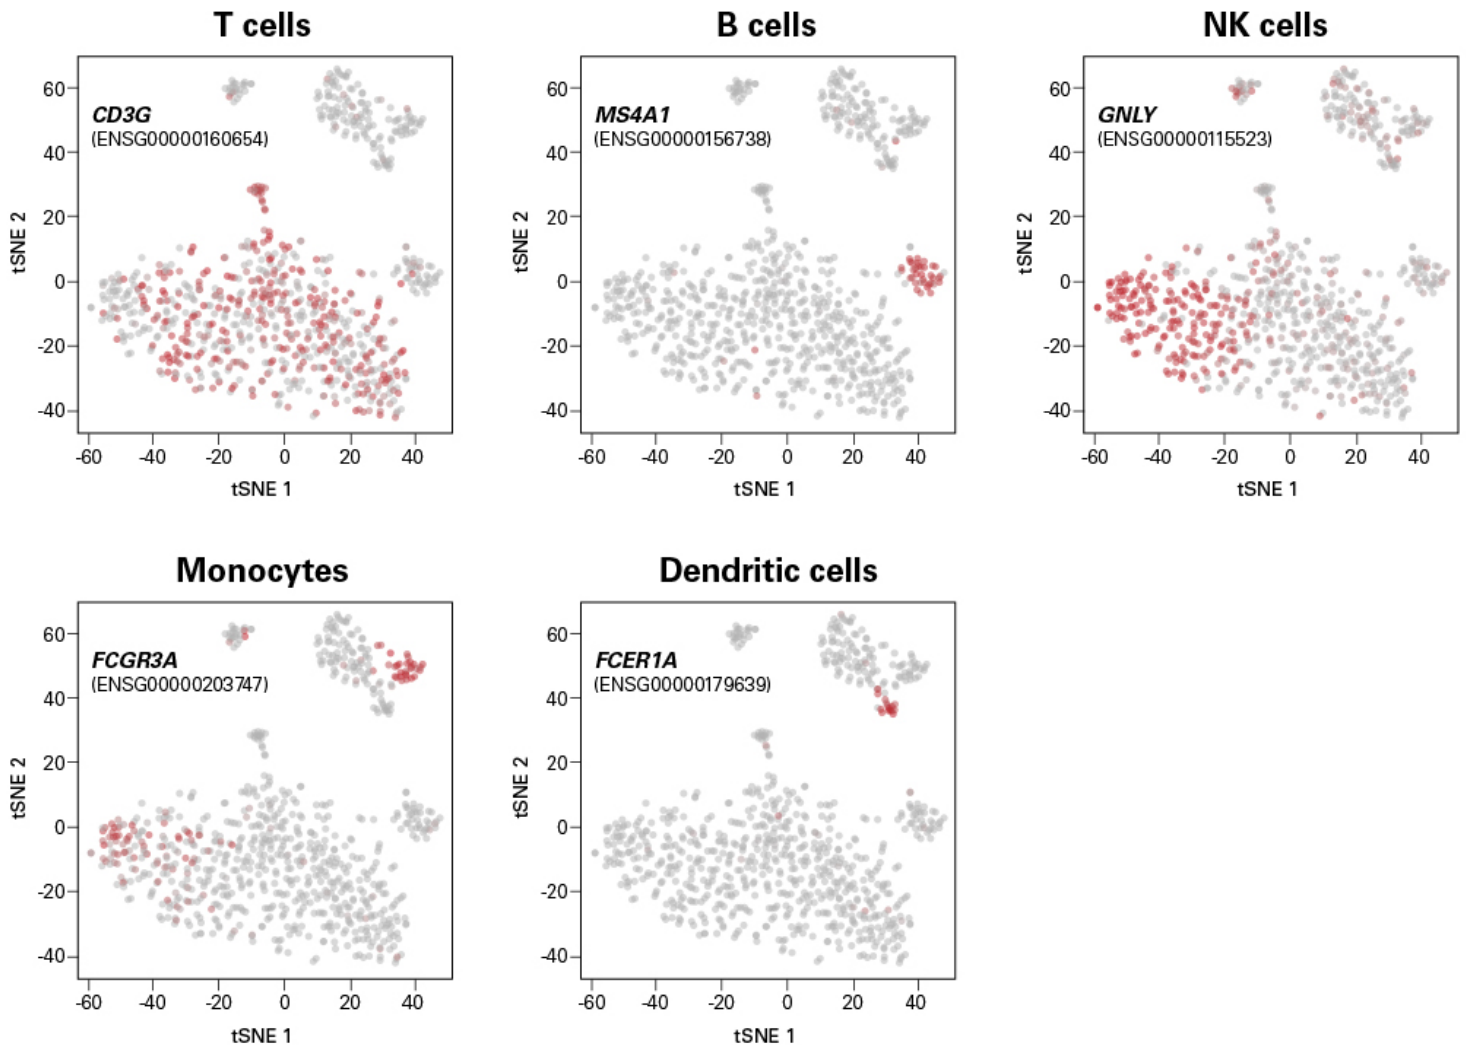 T cells
CD3G
(ENSG00000160654)
60
40
20
0
-20
-40
tSNE 2
-60 -40 -20 0 20 40
tSNE 1
B cells
MS4A1
(ENSG00000156738)
60
40
20
0
-20
-40
tSNE 2
-60 -40 -20 0 20 40
tSNE 1
NK cells
GNLY
(ENSG00000115523)
60
40
20
0
-20
-40
tSNE 2
-60 -40 -20 0 20 40
tSNE 1
Monocytes
FCGR3A
(ENSG00000203747)
60
40
20
0
-20
-40
tSNE 2
-60 -40 -20 0 20 40
tSNE 1
Dendritic cells
FCER1A
(ENSG00000179639)
60
40
20
0
-20
-40
tSNE 2
-60 -40 -20 0 20 40
tSNE 1